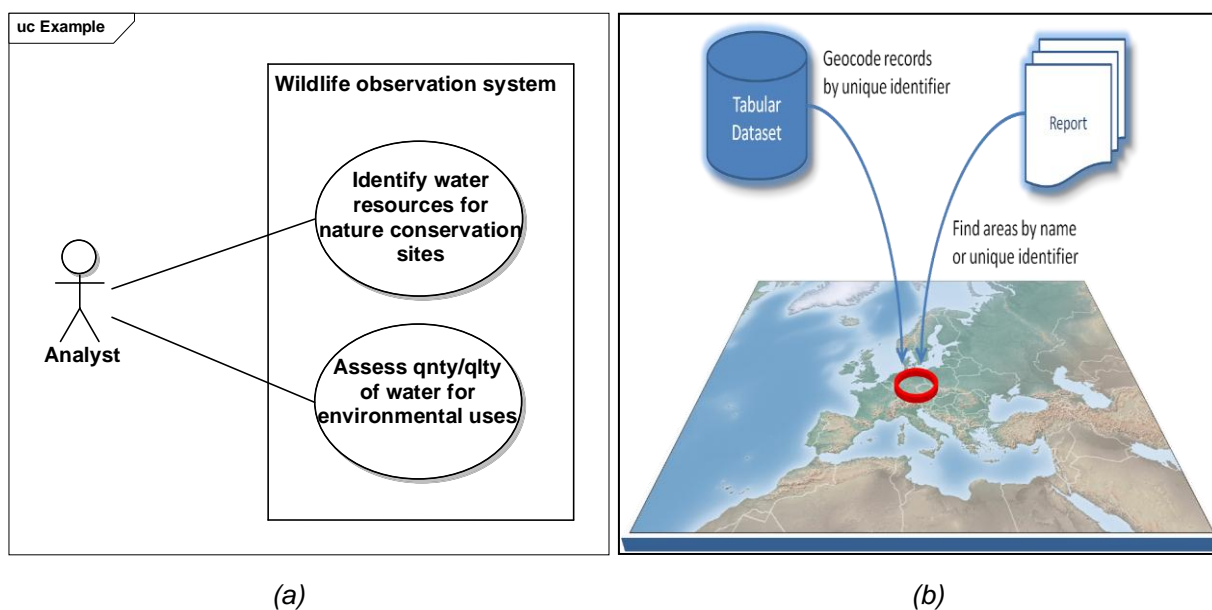 uc Example
Wildlife observation system
Identify water
resources for
nature conservation
sites
Analyst
Assess qnty/qlty
of water for
environmental uses
Geocode records
by unique identifier
Tabular
Dataset
Report
Find areas by name
or unique identifier
(a)
(b)